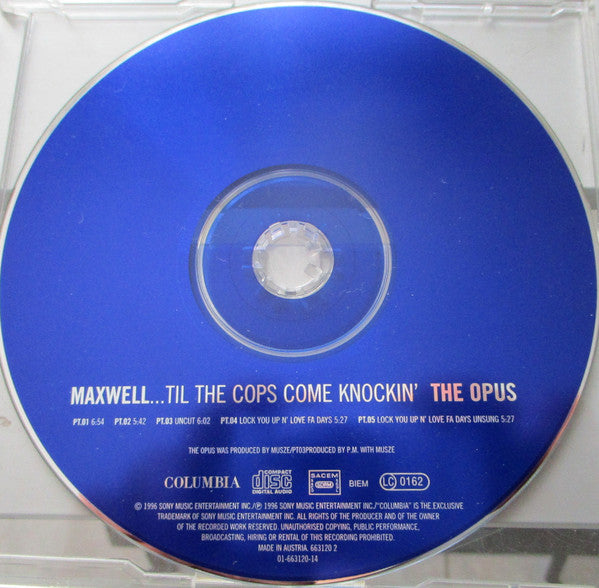 MAXWELL...TIL THE COPS COME KNOCKIN' THE OPUS
PT.01 6:54 PT.02 5:42 PT.03 UNCUT 6:02 PT.04 LOCK YOU UP N' LOVE FA DAYS 5:27 PT.05 LOCK YOU UP N' LOVE FA DAYS UNSUNG 5:27
THE OPUS WAS PRODUCED BY MUSZE/PT03PRODUCED BY P.M. WITH MUSZE
COLUMBIA COMPACT disc DIGITAL AUDIO SACEM SDRM BIEM LC 0162
© 1996 SONY MUSIC ENTERTAINMENT INC./℗ 1996 SONY MUSIC ENTERTAINMENT INC./"COLUMBIA" IS THE EXCLUSIVE
TRADEMARK OF SONY MUSIC ENTERTAINMENT INC. ALL RIGHTS OF THE PRODUCER AND OF THE OWNER
OF THE RECORDED WORK RESERVED. UNAUTHORISED COPYING, PUBLIC PERFORMANCE,
BROADCASTING, HIRING OR RENTAL OF THIS RECORDING PROHIBITED.
MADE IN AUSTRIA. 663120 2
01-663120-14